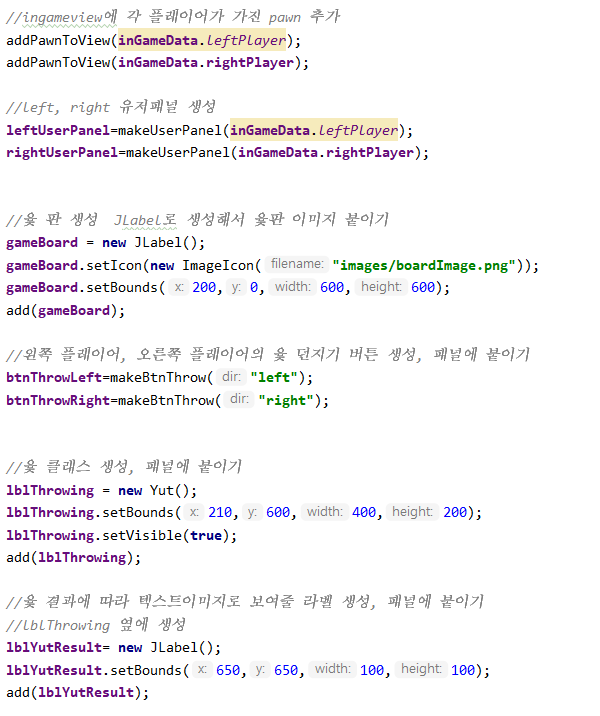 //ingameview에 각 플레이어가 가진 pawn 추가
addPawnToView(inGameData.leftPlayer);
addPawnToView(inGameData.rightPlayer);
//left, right 유저패널 생성
leftUserPanel=makeUserPanel(inGameData.leftPlayer);
rightUserPanel=makeUserPanel(inGameData.rightPlayer);
//윷 판 생성  JLabel로 생성해서 윷판 이미지 붙이기
gameBoard = new JLabel();
gameBoard.setIcon(new ImageIcon( filename: "images/boardImage.png"));
gameBoard.setBounds( x: 200, y: 0, width: 600, height: 600);
add(gameBoard);
//왼쪽 플레이어, 오른쪽 플레이어의 윷 던지기 버튼 생성, 패널에 붙이기
btnThrowLeft=makeBtnThrow( dir: "left");
btnThrowRight=makeBtnThrow( dir: "right");
//윷 클래스 생성, 패널에 붙이기
lblThrowing = new Yut();
lblThrowing.setBounds( x: 210, y: 600, width: 400, height: 200);
lblThrowing.setVisible(true);
add(lblThrowing);
//윷 결과에 따라 텍스트이미지로 보여줄 라벨 생성, 패널에 붙이기
//lblThrowing 옆에 생성
lblYutResult= new JLabel();
lblYutResult.setBounds( x: 650, y: 650, width: 100, height: 100);
add(lblYutResult);